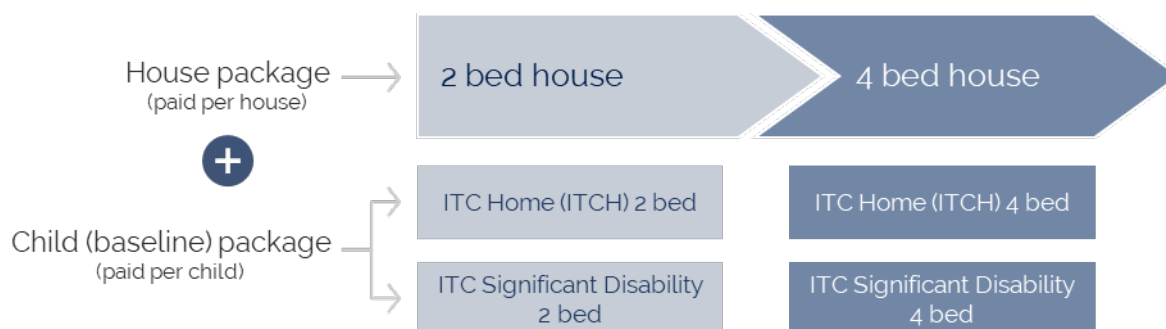 House package
(paid per house)
2 bed house
4 bed house
+
Child (baseline) package
(paid per child)
ITC Home (ITCH) 2 bed
ITC Home (ITCH) 4 bed
ITC Significant Disability
2 bed
ITC Significant Disability
4 bed